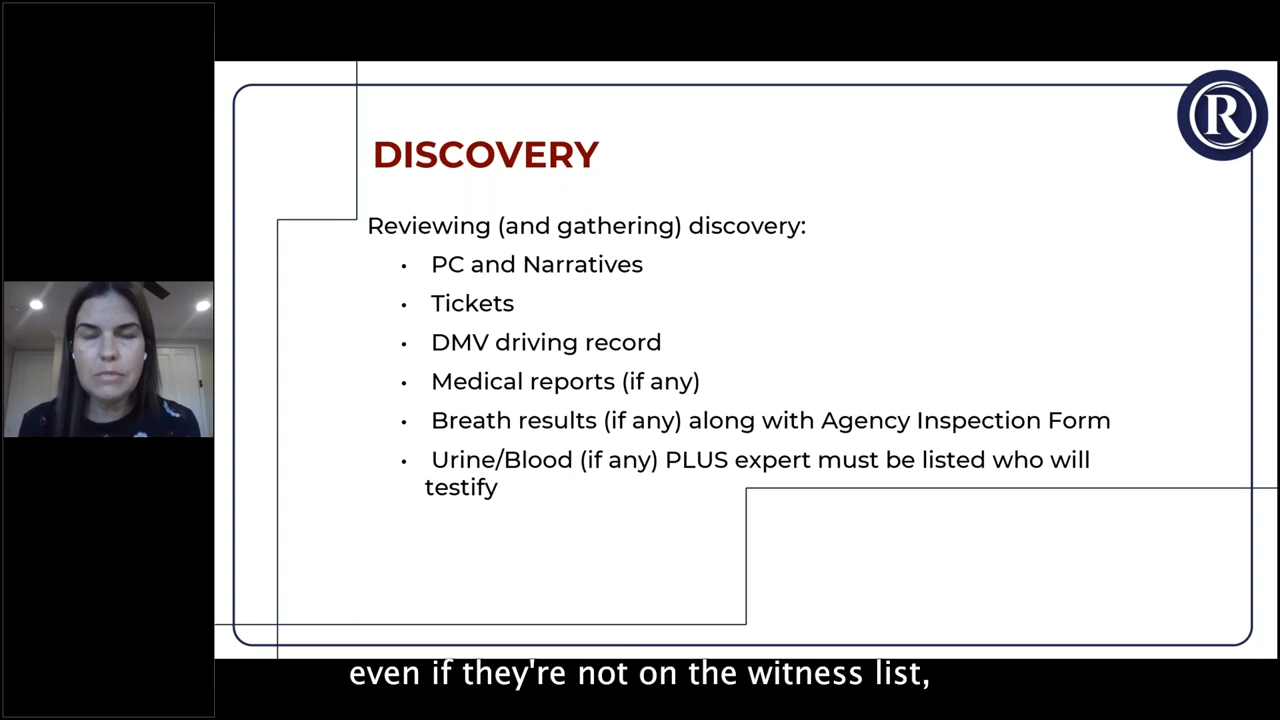 R
DISCOVERY
Reviewing (and gathering) discovery:
• PC and Narratives
• Tickets
• DMV driving record
• Medical reports (if any)
• Breath results (if any) along with Agency Inspection Form
• Urine/Blood (if any) PLUS expert must be listed who will
testify
even if they're not on the witness list,